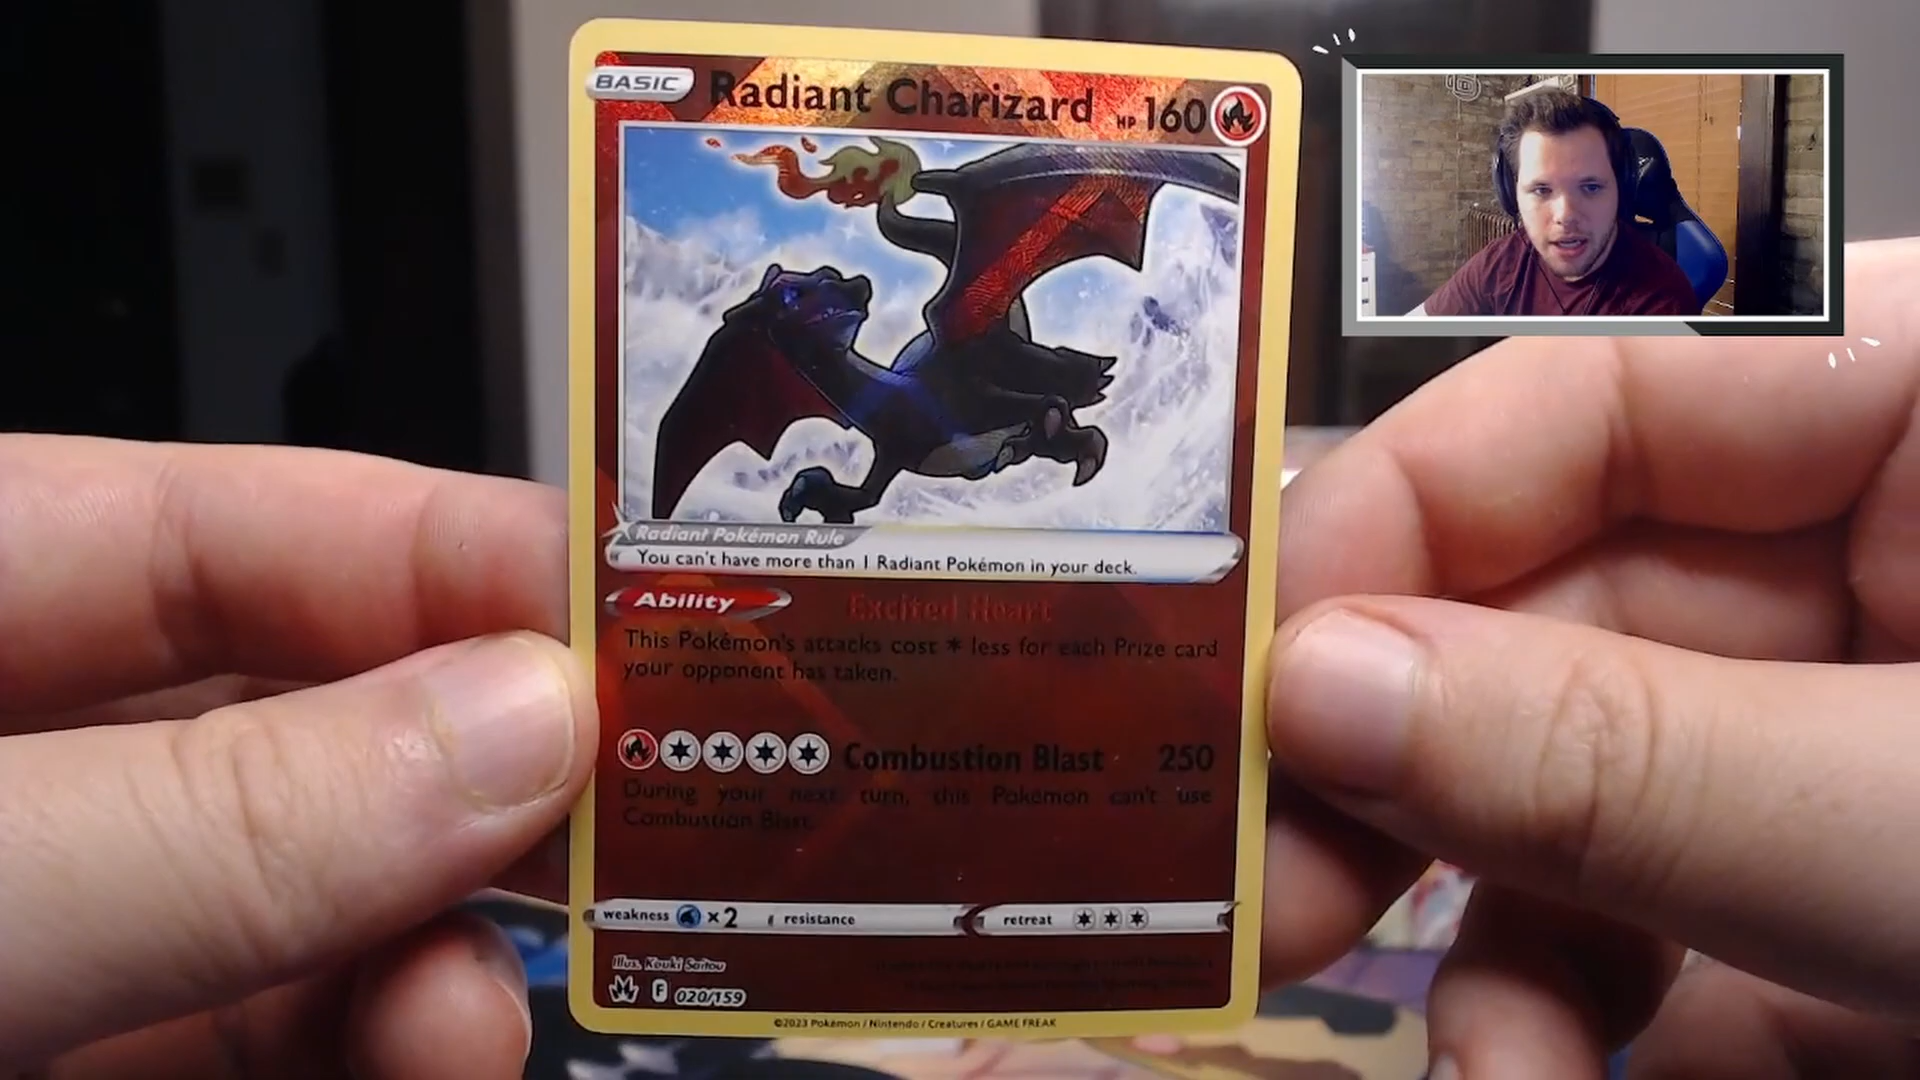 BASIC Radiant Charizard HP 160
Radiant Pokémon Rule
You can't have more than 1 Radiant Pokémon in your deck.
Ability Excited Heart
This Pokémon's attacks cost * less for each Prize card
your opponent has taken.
Combustion Blast 250
During your next turn, this Pokémon can't use
Combustion Blast.
weakness ×2 resistance retreat
Illus. Kouki Saitou
F 020/159
©2023 Pokémon / Nintendo / Creatures / GAME FREAK